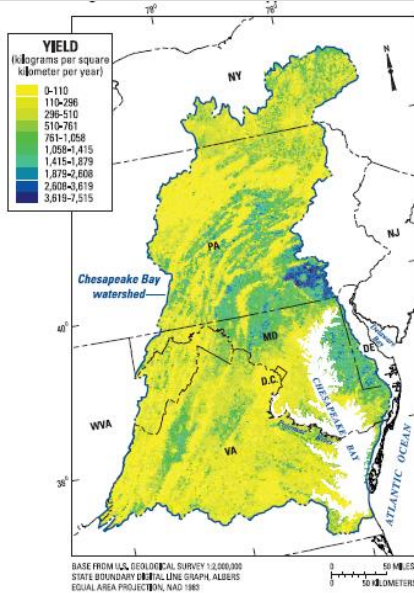 78°
76°
YIELD
(kilograms per square
kilometer per year)
0-110
110-296
296-510
510-761
761-1,058
1,058-1,415
1,415-1,879
1,879-2,608
2,608-3,619
3,619-7,515
N
NY
PA
NJ
Chesapeake Bay
watershed
40°
MD
DE
Delaware
Bay
D.C.
CHESAPEAKE BAY
WVA
VA
38°
ATLANTIC OCEAN
BASE FROM U.S. GEOLOGICAL SURVEY 1:2,000,000
STATE BOUNDARY DIGITAL LINE GRAPH, ALBERS
EQUAL AREA PROJECTION, NAD 1983
0 50 MILES
0 50 KILOMETERS